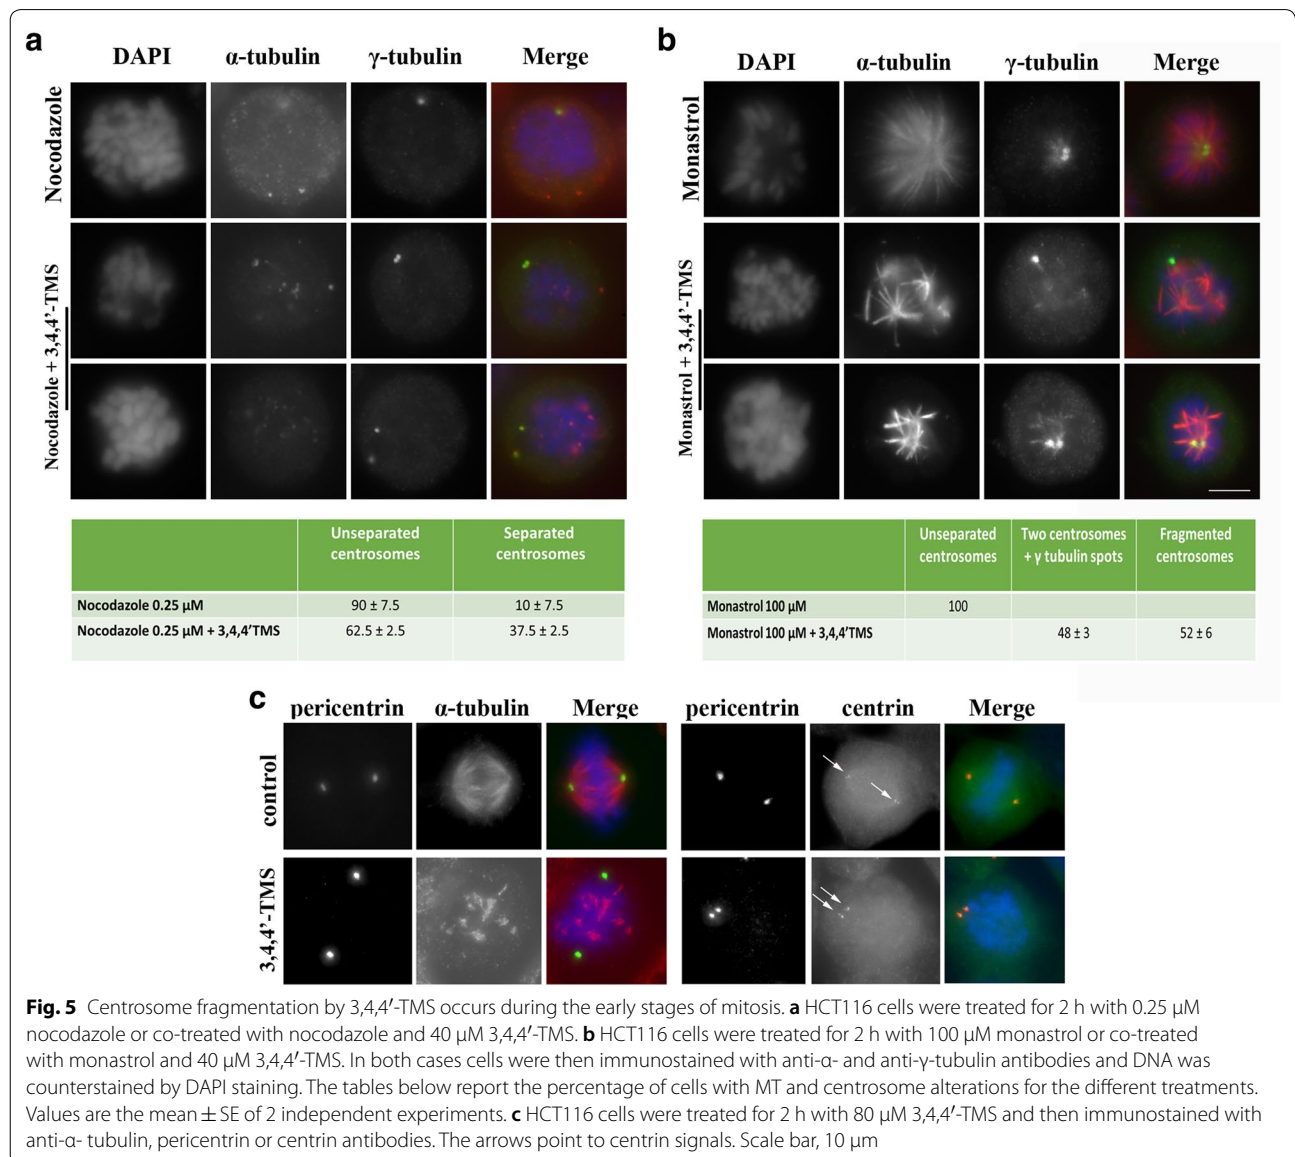 a
DAPI α-tubulin γ-tubulin Merge
Nocodazole
Nocodazole + 3,4,4’-TMS
Unseparated centrosomes Separated centrosomes
Nocodazole 0.25 µM 90 ± 7.5 10 ± 7.5
Nocodazole 0.25 µM + 3,4,4’TMS 62.5 ± 2.5 37.5 ± 2.5
b
DAPI α-tubulin γ-tubulin Merge
Monastrol
Monastrol + 3,4,4’-TMS
Unseparated centrosomes Two centrosomes + γ tubulin spots Fragmented centrosomes
Monastrol 100 µM 100
Monastrol 100 µM + 3,4,4’TMS 48 ± 3 52 ± 6
c
pericentrin α-tubulin Merge pericentrin centrin Merge
control
3,4,4’-TMS
Fig. 5 Centrosome fragmentation by 3,4,4′-TMS occurs during the early stages of mitosis. a HCT116 cells were treated for 2 h with 0.25 µM
nocodazole or co-treated with nocodazole and 40 µM 3,4,4′-TMS. b HCT116 cells were treated for 2 h with 100 µM monastrol or co-treated
with monastrol and 40 µM 3,4,4′-TMS. In both cases cells were then immunostained with anti-α- and anti-γ-tubulin antibodies and DNA was
counterstained by DAPI staining. The tables below report the percentage of cells with MT and centrosome alterations for the different treatments.
Values are the mean ± SE of 2 independent experiments. c HCT116 cells were treated for 2 h with 80 µM 3,4,4′-TMS and then immunostained with
anti-α- tubulin, pericentrin or centrin antibodies. The arrows point to centrin signals. Scale bar, 10 µm